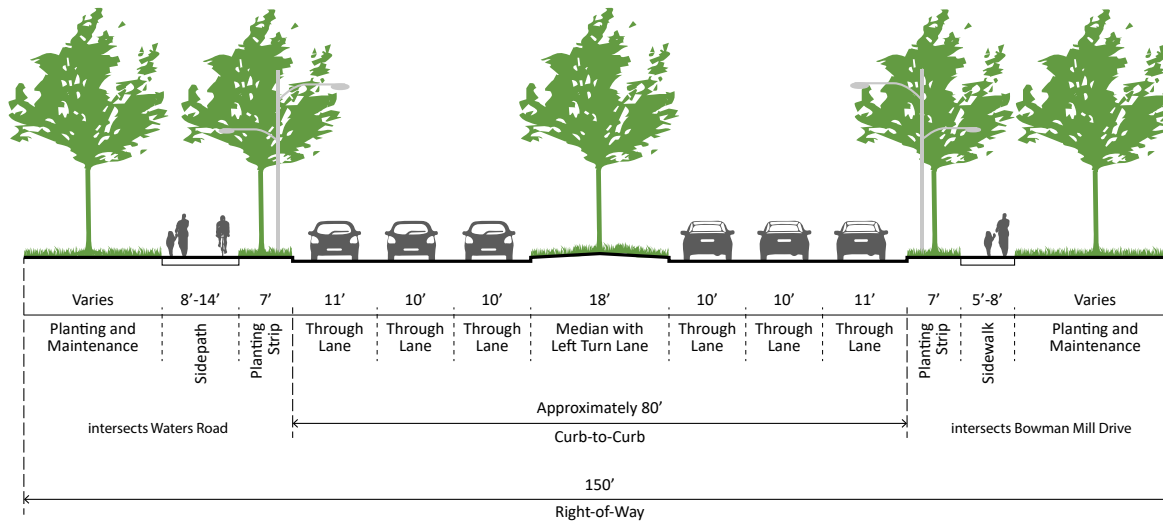 Varies 8'-14' 7' 11' 10' 10' 18' 10' 10' 11' 7' 5'-8' Varies
Planting and
Maintenance
Sidepath
Planting
Strip
Through
Lane
Through
Lane
Through
Lane
Median with
Left Turn Lane
Through
Lane
Through
Lane
Through
Lane
Planting
Strip
Sidewalk
Planting and
Maintenance
Approximately 80'
intersects Waters Road
Curb-to-Curb
intersects Bowman Mill Drive
150'
Right-of-Way